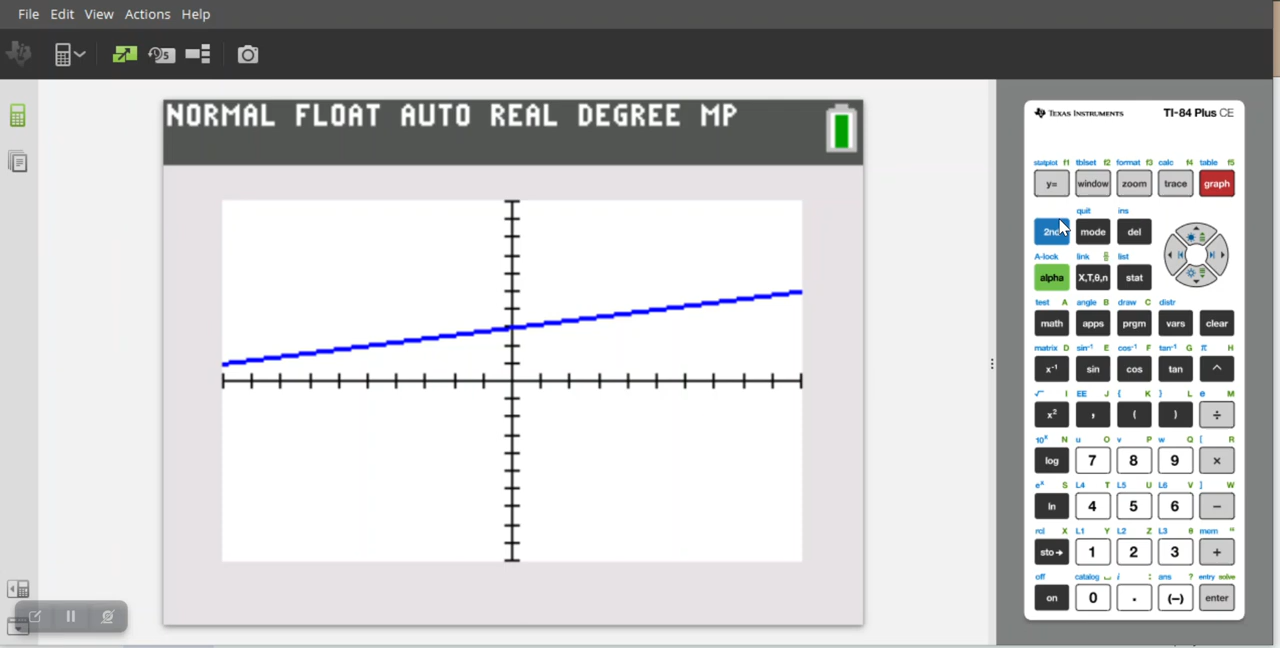 File Edit View Actions Help
5
NORMAL FLOAT AUTO REAL DEGREE MP
TEXAS INSTRUMENTS TI-84 Plus CE
statplot f1 tblset f2 format f3 calc f4 table f5
y= window zoom trace graph
quit ins
2nd mode del
A-lock link list
alpha X,T,θ,n stat
test A angle B draw C distr
math apps prgm vars clear
matrix D sin⁻¹ E cos⁻¹ F tan⁻¹ G π H
x⁻¹ sin cos tan ^
√ I EE J { K } L e M
x² , ( ) ÷
10ˣ N u O v P w Q [ R
log 7 8 9 ×
eˣ S L4 T L5 U L6 V ] W
ln 4 5 6 −
rcl X L1 Y L2 Z L3 θ mem "
sto→ 1 2 3 +
off catalog i : ans ? entry solve
on 0 . (−) enter